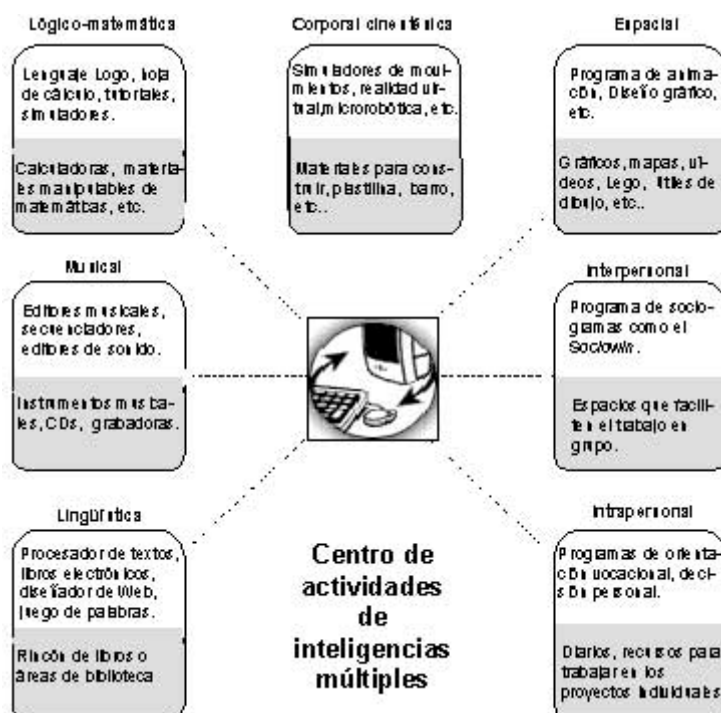 Lógico-matemática
Lenguaje Logo, hoja
de cálculo, tutoriales,
simuladores.
Calculadoras, materia-
les manipulables de
matemáticas, etc.
Corporal cinestésica
Simuladores de movi-
mientos, realidad vir-
tual,microrobótica, etc.
Materiales para cons-
truir, plastilina, barro,
etc..
Espacial
Programa de anima-
ción, Diseño gráfico,
etc.
Gráficos, mapas, ví-
deos, Lego, útiles de
dibujo, etc..
Musical
Editores musicales,
secuenciadores,
editores de sonido.
Instrumentos musica-
les, CDs, grabadoras.
Interpersonal
Programa de socio-
gramas como el
Sociowin.
Espacios que facili-
ten el trabajo en
grupo.
Lingüística
Procesador de textos,
libros electrónicos,
diseñador de Web,
juego de palabras.
Rincón de libros o
áreas de biblioteca
Centro de
actividades
de
inteligencias
múltiples
Intrapersonal
Programas de orienta-
ción vocacional, deci-
sión personal.
Diarios, recursos para
trabajar en los
proyectos individuales